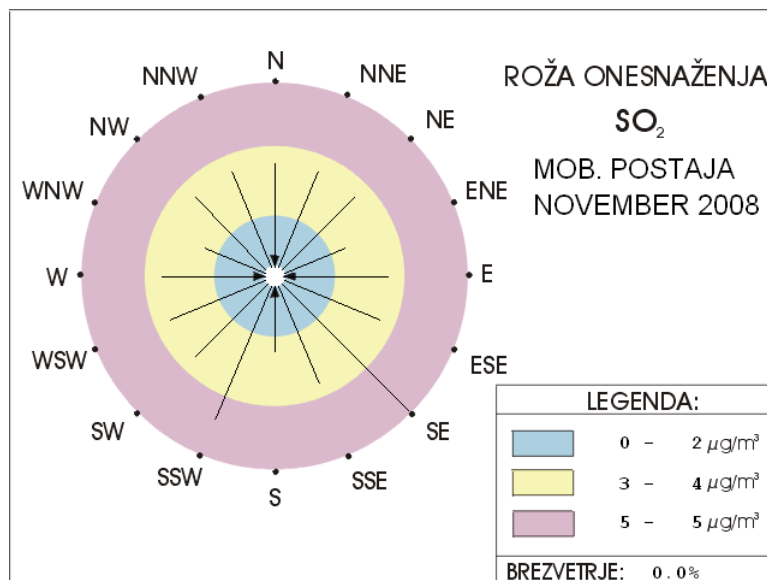 ROŽA ONESNAŽENJA
SO₂
MOB. POSTAJA
NOVEMBER 2008
N
NNE
NE
ENE
E
ESE
SE
SSE
S
SSW
SW
WSW
W
WNW
NW
NNW
LEGENDA:
0 - 2 µg/m³
3 - 4 µg/m³
5 - 5 µg/m³
BREZVETRJE: 0.0%